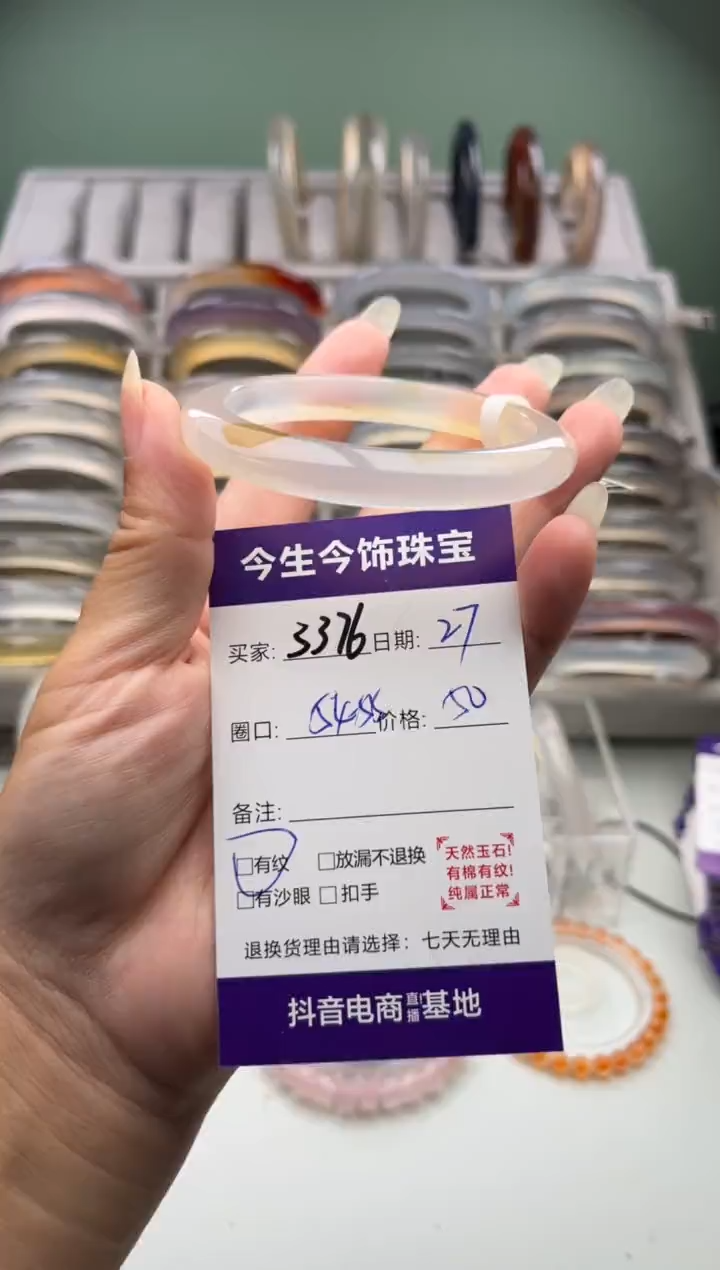 今生今饰珠宝
买家: 3376 日期: 27
圈口: 54-55 价格: 50
备注:
□有纹 □放漏不退换
□有沙眼 □扣手
天然玉石!
有棉有纹!
纯属正常
退换货理由请选择：七天无理由
抖音电商直播基地